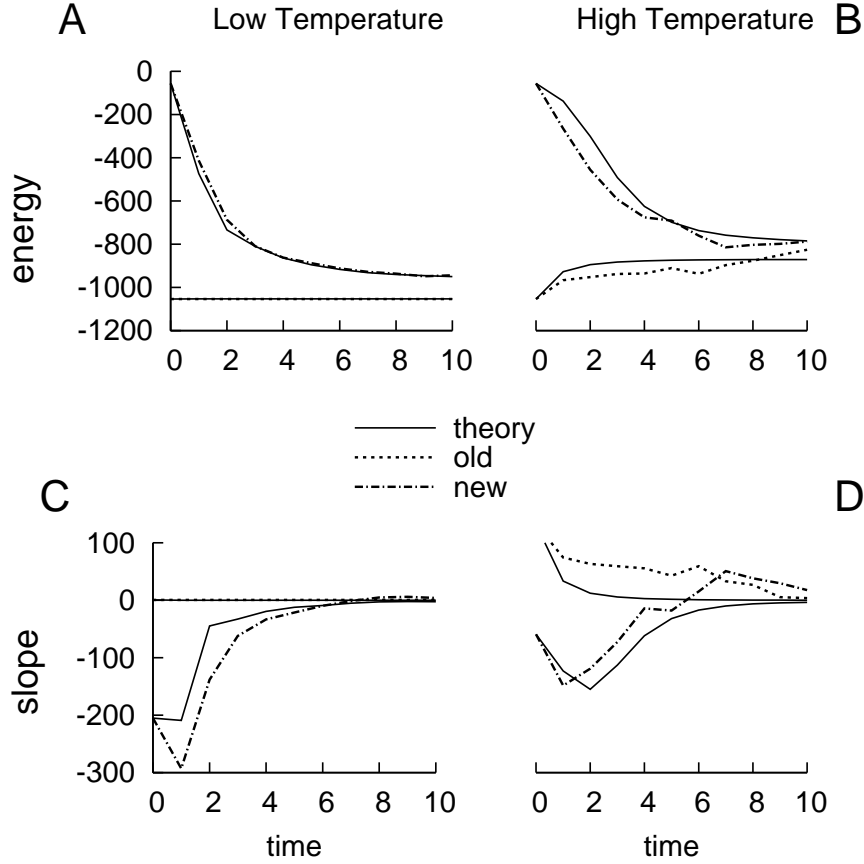 A Low Temperature High Temperature B
0
-200
-400
-600
-800
-1000
-1200
energy
0 2 4 6 8 10
0 2 4 6 8 10
theory
old
new
C D
100
0
-100
-200
-300
slope
0 2 4 6 8 10
0 2 4 6 8 10
time time